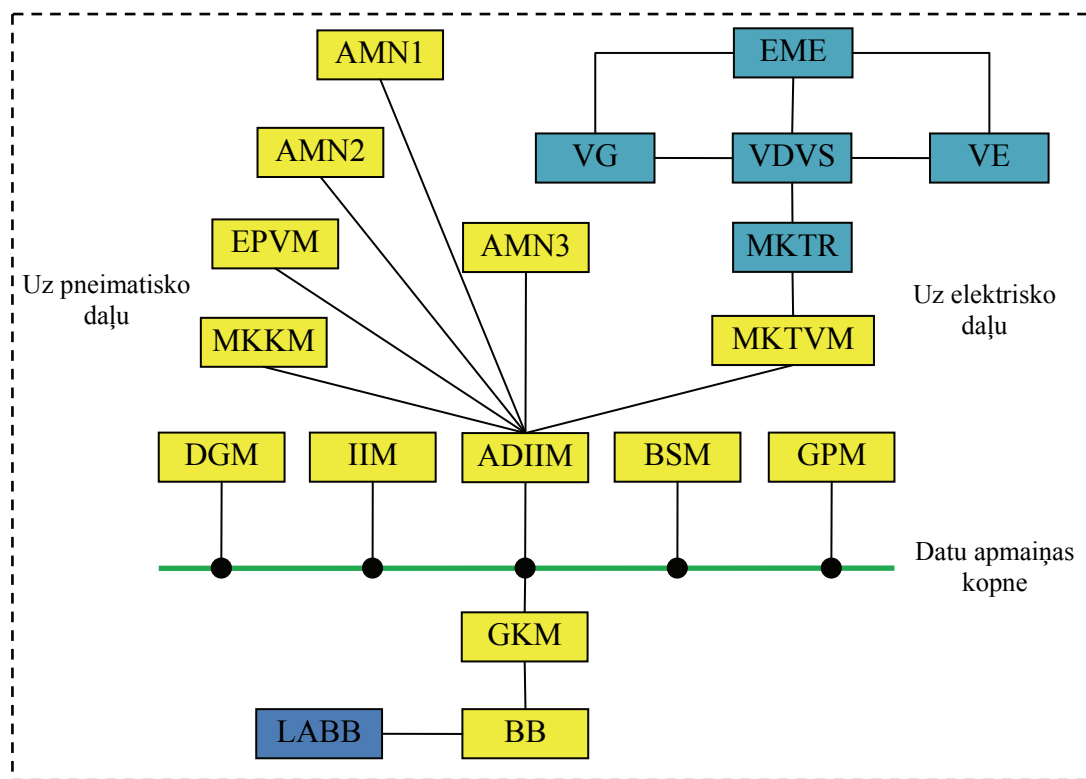 AMN1
EME
AMN2
VG
VDVS
VE
EPVM
AMN3
MKTR
Uz pneimatisko
daļu
Uz elektrisko
daļu
MKKM
MKTVM
DGM
IIM
ADIIM
BSM
GPM
Datu apmaiņas
kopne
GKM
LABB
BB